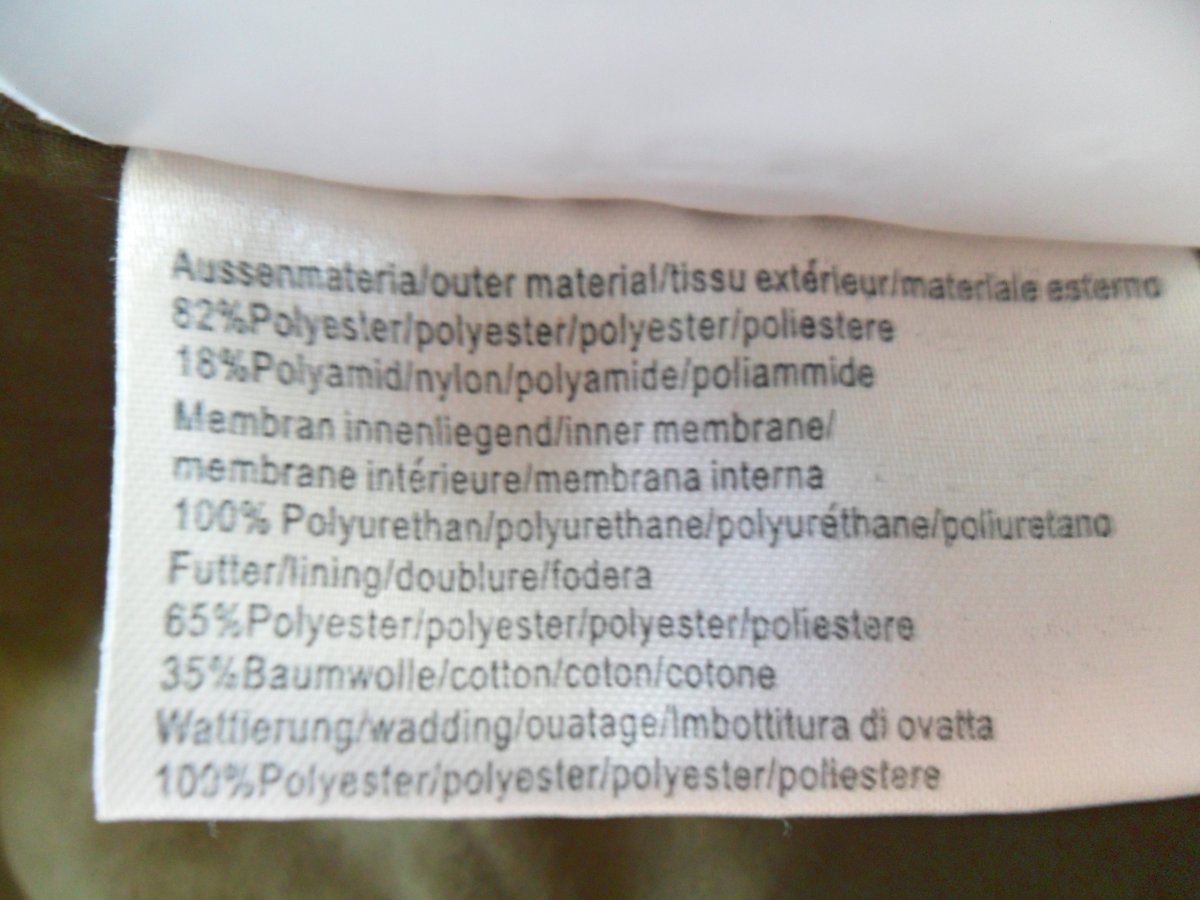 Aussenmateria/outer material/tissu extérieur/materiale esterno
82%Polyester/polyester/polyester/poliestere
18%Polyamid/nylon/polyamide/poliammide
Membran innenliegend/inner membrane/
membrane intérieure/membrana interna
100% Polyurethan/polyurethane/polyuréthane/poliuretano
Futter/lining/doublure/fodera
65%Polyester/polyester/polyester/poliestere
35%Baumwolle/cotton/coton/cotone
Wattierung/wadding/ouatage/Imbottitura di ovatta
100%Polyester/polyester/polyester/poliestere